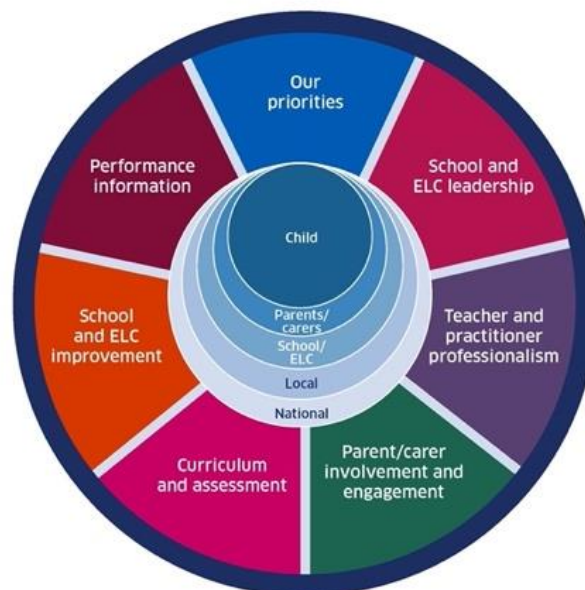 Our
priorities
School and
ELC leadership
Teacher and
practitioner
professionalism
Parent/carer
involvement and
engagement
Curriculum
and assessment
School
and ELC
improvement
Performance
information
Child
Parents/
carers
School/
ELC
Local
National